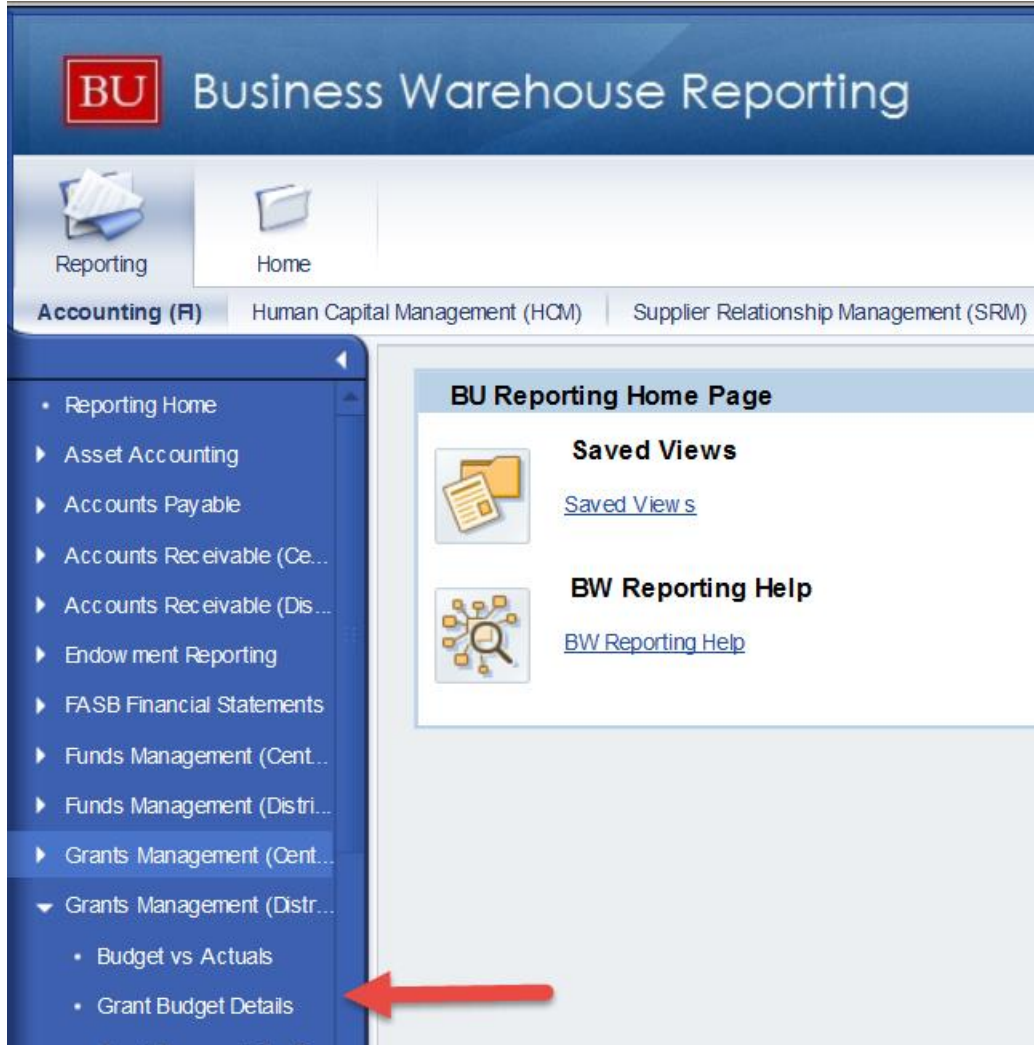 BU Business Warehouse Reporting
Reporting Home
Accounting (FI) Human Capital Management (HCM) Supplier Relationship Management (SRM)
Reporting Home
Asset Accounting
Accounts Payable
Accounts Receivable (Ce...
Accounts Receivable (Dis...
Endowment Reporting
FASB Financial Statements
Funds Management (Cent...
Funds Management (Distri...
Grants Management (Cent...
Grants Management (Distr...
Budget vs Actuals
Grant Budget Details
BU Reporting Home Page
Saved Views
Saved Views
BW Reporting Help
BW Reporting Help